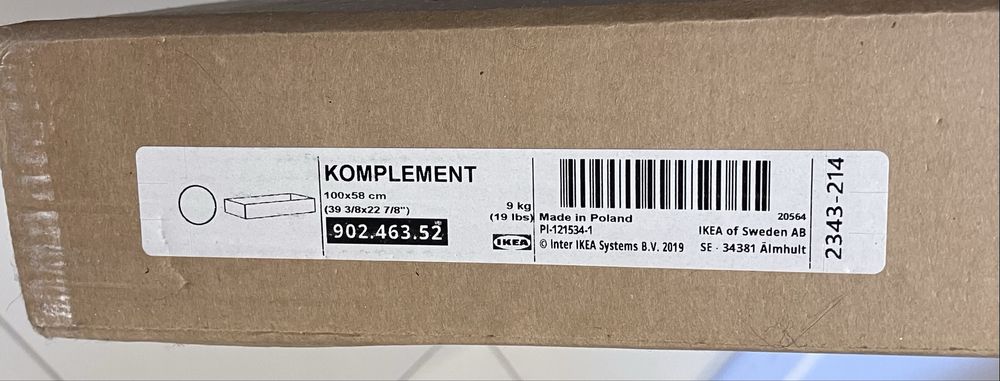 KOMPLEMENT
100x58 cm
(39 3/8x22 7/8")
902.463.52
9 kg
(19 lbs)
IKEA
Made in Poland
PI-121534-1
© Inter IKEA Systems B.V. 2019
20564
IKEA of Sweden AB
SE - 34381 Älmhult
2343-214